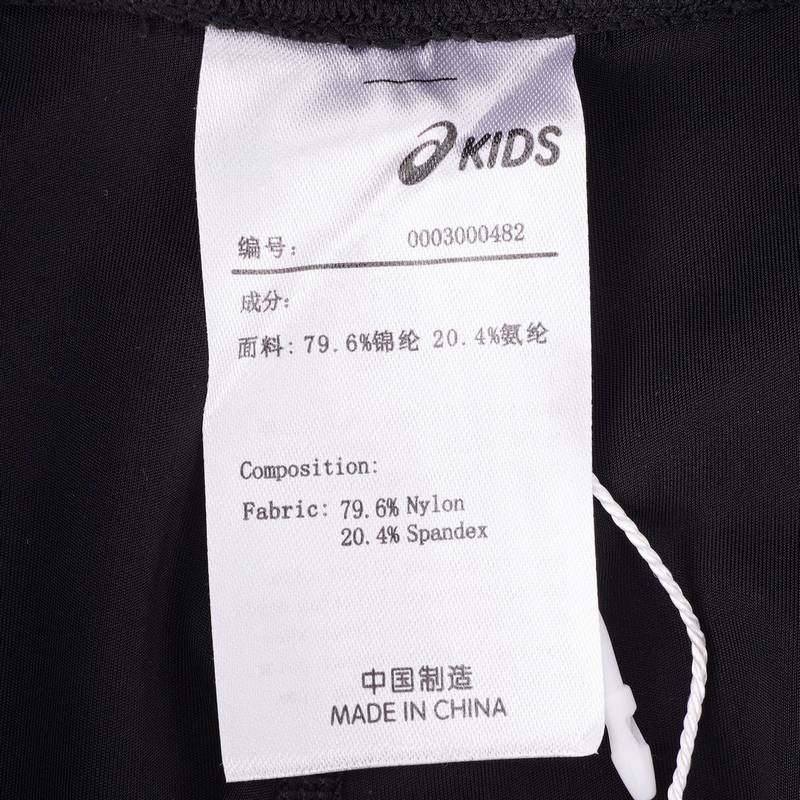 KIDS
编号: 0003000482
成分:
面料: 79.6%锦纶 20.4%氨纶
Composition:
Fabric: 79.6% Nylon
20.4% Spandex
中国制造
MADE IN CHINA